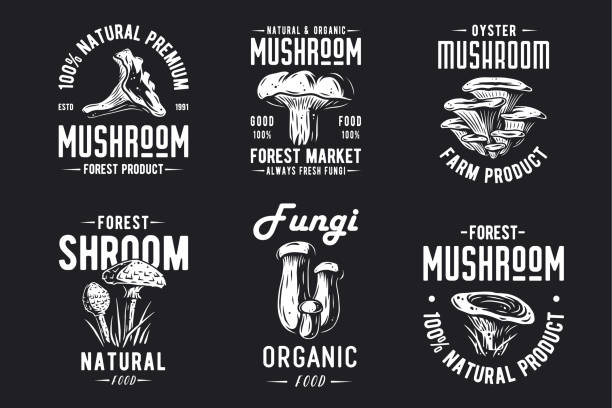 100% NATURAL PREMIUM
ESTD 1991
MUSHROOM
FOREST PRODUCT
NATURAL & ORGANIC
MUSHROOM
GOOD FOOD
100% 100%
FOREST MARKET
ALWAYS FRESH FUNGI
OYSTER
MUSHROOM
FARM PRODUCT
FOREST
SHROOM
NATURAL
FOOD
Fungi
ORGANIC
FOOD
-FOREST-
MUSHROOM
• 100% NATURAL PRODUCT •